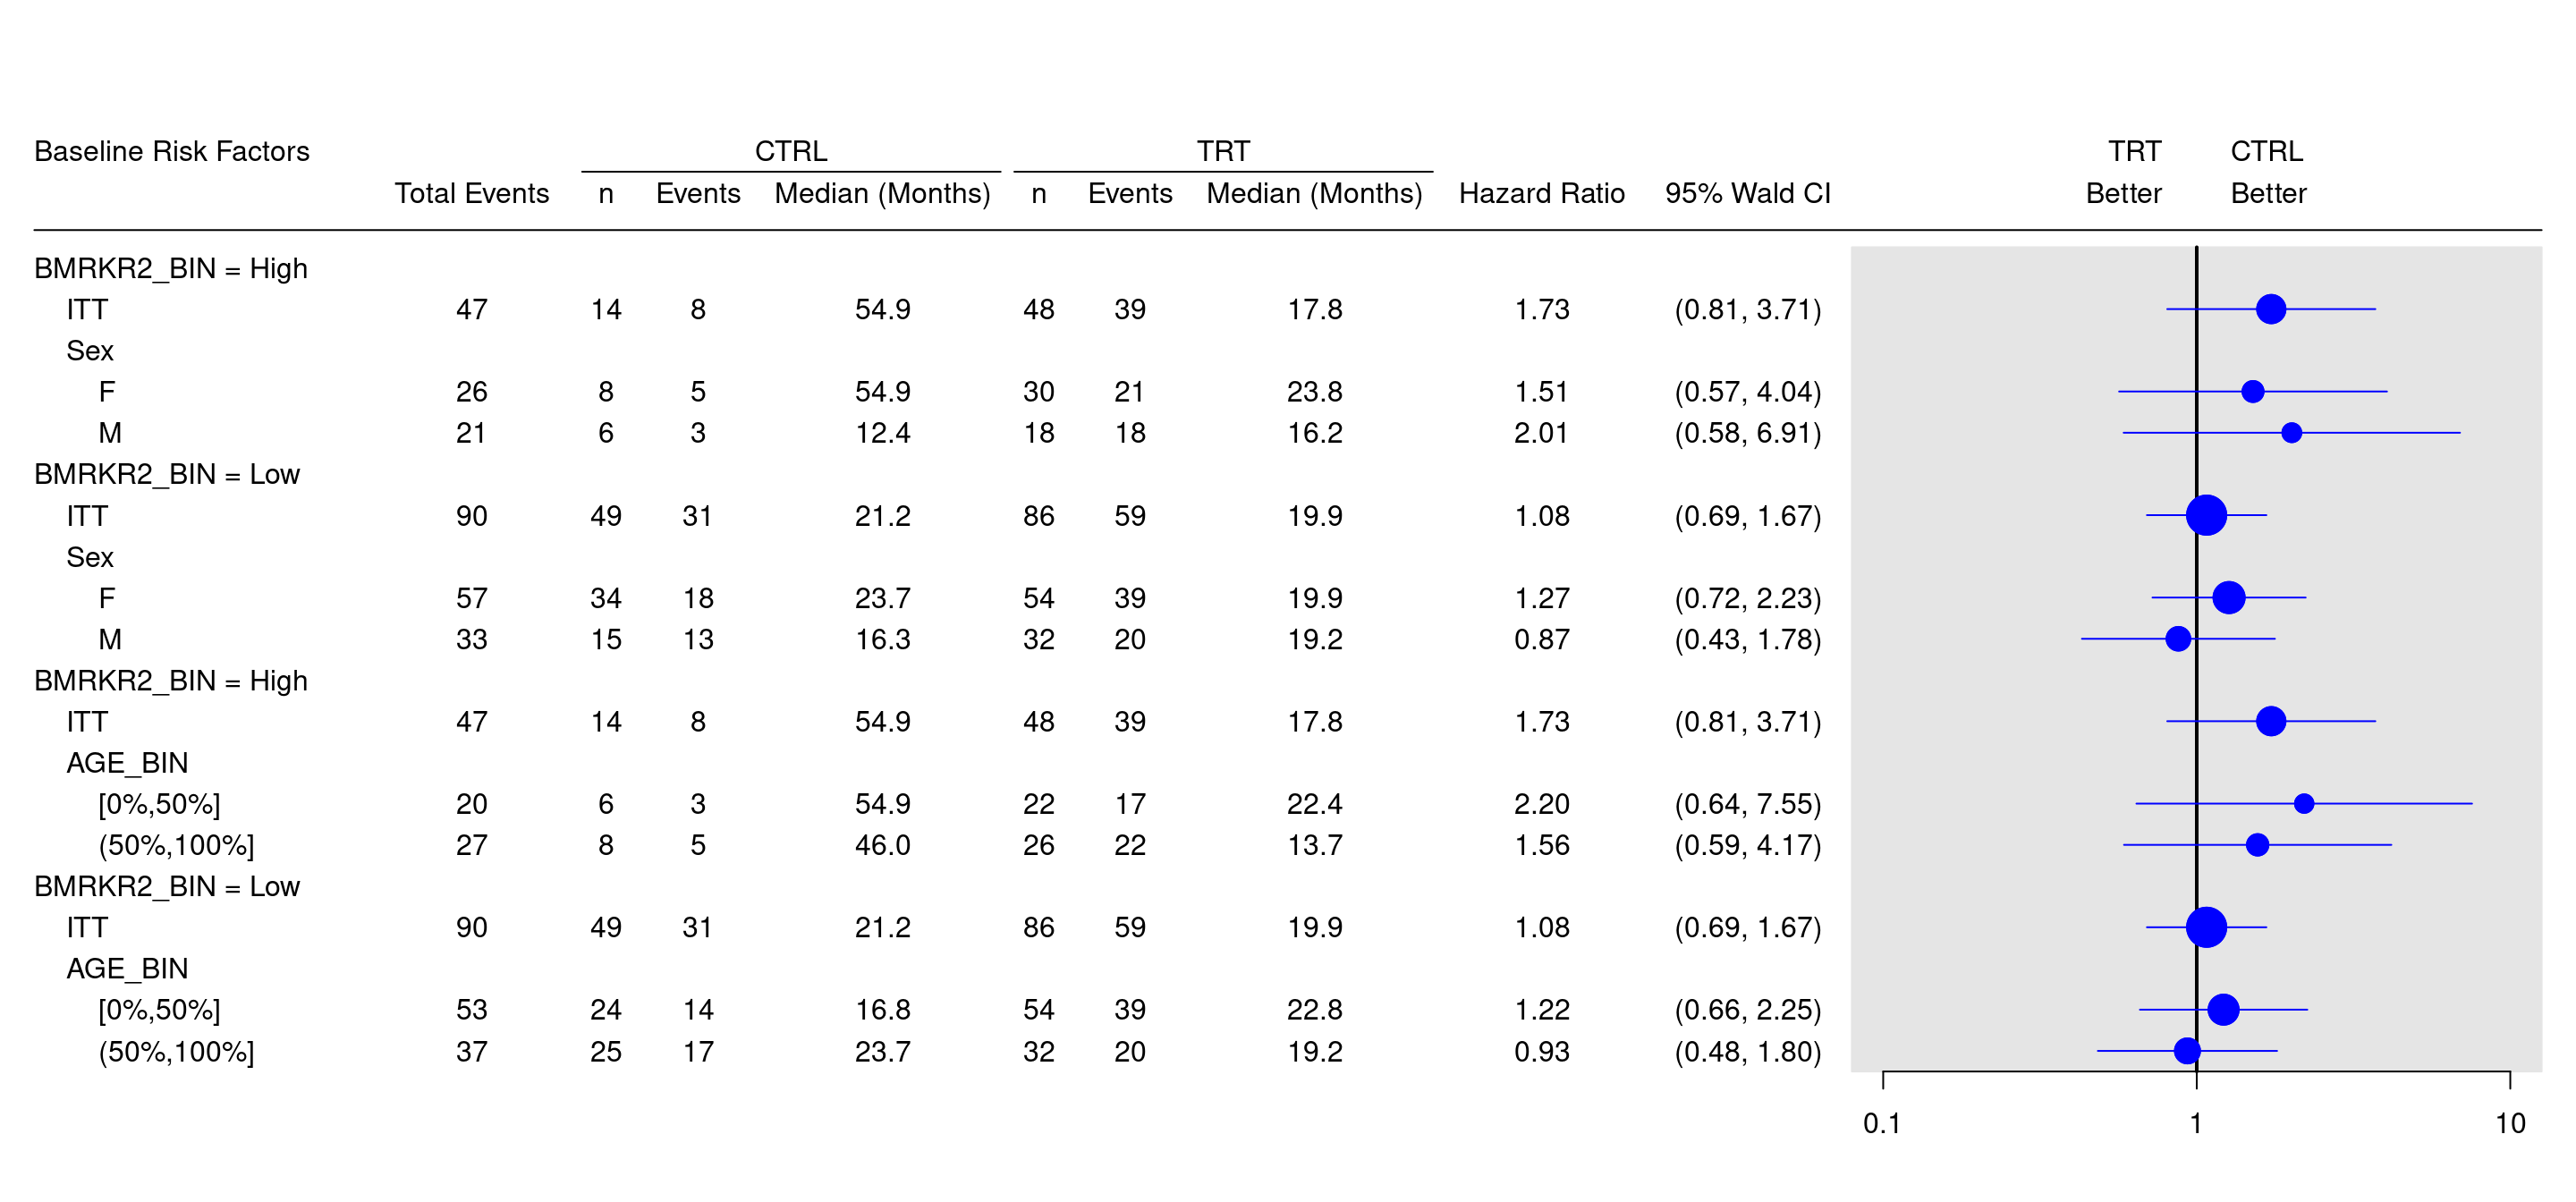 Baseline Risk Factors CTRL TRT TRT CTRL
Total Events n Events Median (Months) n Events Median (Months) Hazard Ratio 95% Wald CI Better Better
BMRKR2_BIN = High
ITT 47 14 8 54.9 48 39 17.8 1.73 (0.81, 3.71)
Sex
F 26 8 5 54.9 30 21 23.8 1.51 (0.57, 4.04)
M 21 6 3 12.4 18 18 16.2 2.01 (0.58, 6.91)
BMRKR2_BIN = Low
ITT 90 49 31 21.2 86 59 19.9 1.08 (0.69, 1.67)
Sex
F 57 34 18 23.7 54 39 19.9 1.27 (0.72, 2.23)
M 33 15 13 16.3 32 20 19.2 0.87 (0.43, 1.78)
BMRKR2_BIN = High
ITT 47 14 8 54.9 48 39 17.8 1.73 (0.81, 3.71)
AGE_BIN
[0%,50%] 20 6 3 54.9 22 17 22.4 2.20 (0.64, 7.55)
(50%,100%] 27 8 5 46.0 26 22 13.7 1.56 (0.59, 4.17)
BMRKR2_BIN = Low
ITT 90 49 31 21.2 86 59 19.9 1.08 (0.69, 1.67)
AGE_BIN
[0%,50%] 53 24 14 16.8 54 39 22.8 1.22 (0.66, 2.25)
(50%,100%] 37 25 17 23.7 32 20 19.2 0.93 (0.48, 1.80)
0.1 1 10